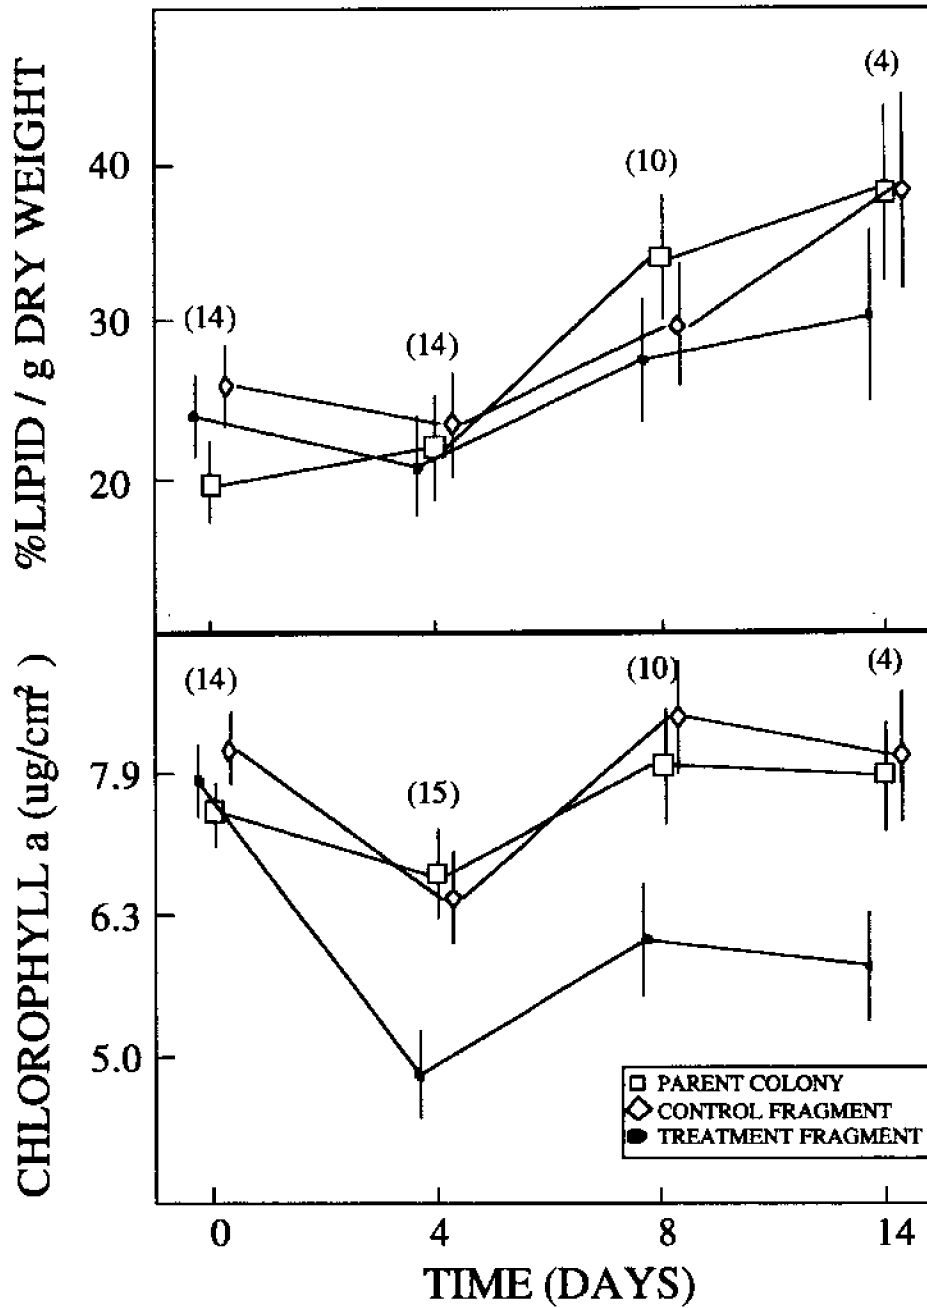 %LIPID / g DRY WEIGHT
40
30
20
(14)
(14)
(10)
(4)
CHLOROPHYLL a (ug/cm²)
7.9
6.3
5.0
(14)
(15)
(10)
(4)
PARENT COLONY
CONTROL FRAGMENT
TREATMENT FRAGMENT
0 4 8 14
TIME (DAYS)